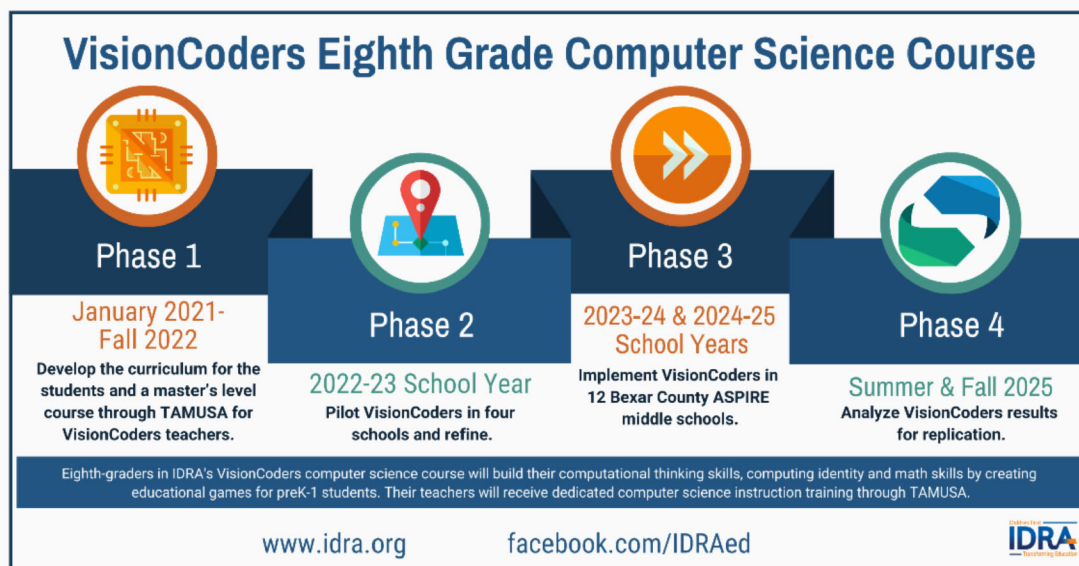 VisionCoders Eighth Grade Computer Science Course
Phase 1
January 2021-
Fall 2022
Develop the curriculum for the
students and a master's level
course through TAMUSA for
VisionCoders teachers.
Phase 2
2022-23 School Year
Pilot VisionCoders in four
schools and refine.
Phase 3
2023-24 & 2024-25
School Years
Implement VisionCoders in
12 Bexar County ASPIRE
middle schools.
Phase 4
Summer & Fall 2025
Analyze VisionCoders results
for replication.
Eighth-graders in IDRA's VisionCoders computer science course will build their computational thinking skills, computing identity and math skills by creating
educational games for preK-1 students. Their teachers will receive dedicated computer science instruction training through TAMUSA.
www.idra.org
facebook.com/IDRAed
IDRA
Transforming Education